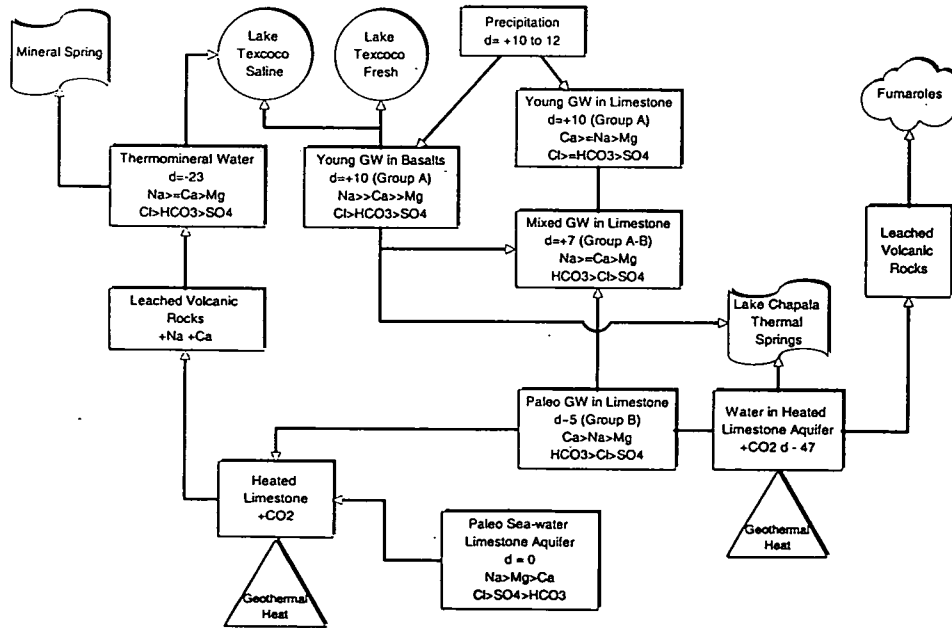 Mineral Spring
Lake
Texcoco
Saline
Lake
Texcoco
Fresh
Precipitation
d= +10 to 12
Young GW in Limestone
d=+10 (Group A)
Ca>=Na>Mg
Cl>=HCO3>SO4
Fumaroles
Thermomineral Water
d=-23
Na>=Ca>Mg
Cl>HCO3>SO4
Young GW in Basalts
d=+10 (Group A)
Na>>Ca>>Mg
Cl>HCO3>SO4
Mixed GW in Limestone
d=+7 (Group A-B)
Na>=Ca>Mg
HCO3>Cl>SO4
Leached
Volcanic
Rocks
Leached Volcanic
Rocks
+Na +Ca
Lake Chapala
Thermal
Springs
Paleo GW in Limestone
d-5 (Group B)
Ca>Na>Mg
HCO3>Cl>SO4
Water in Heated
Limestone Aquifer
+CO2 d - 47
Heated
Limestone
+CO2
Paleo Sea-water
Limestone Aquifer
d = 0
Na>Mg>Ca
Cl>SO4>HCO3
Geothermal
Heat
Geothermal
Heat